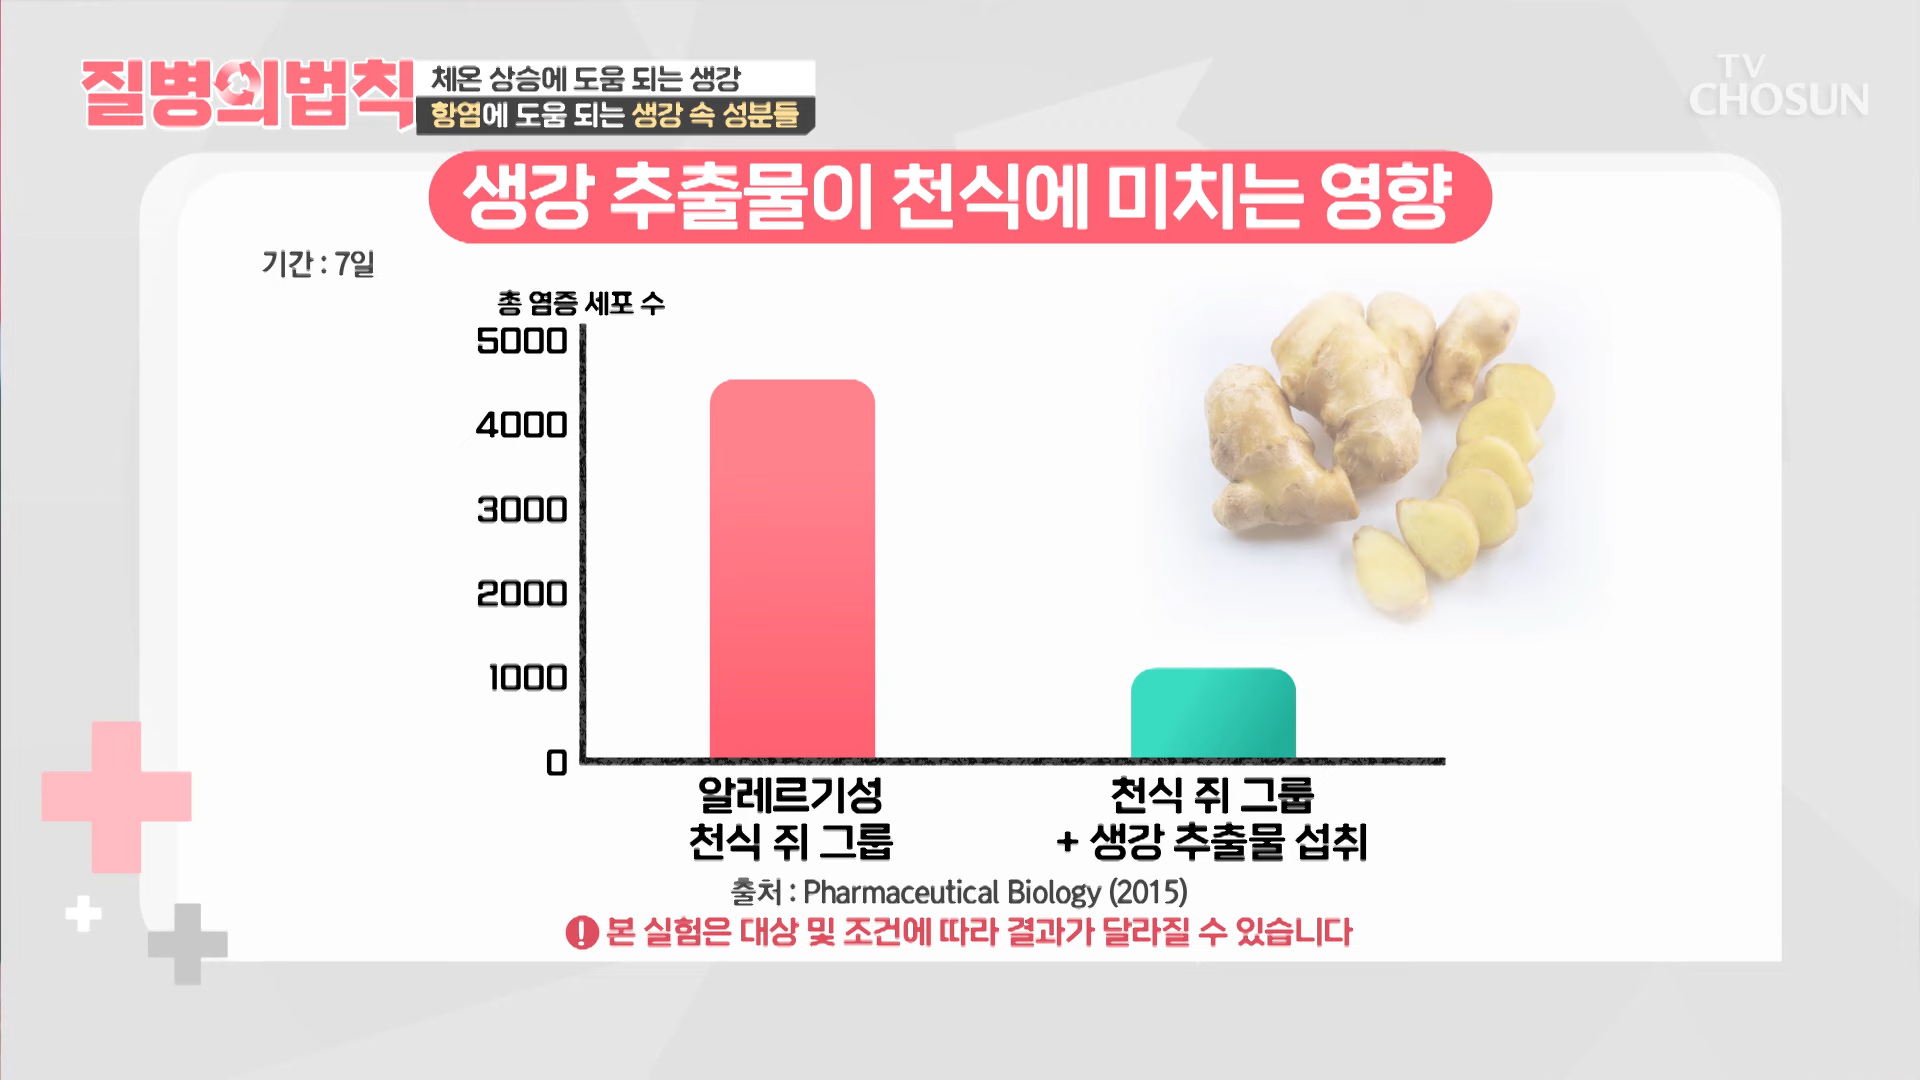 질병의법칙
체온 상승에 도움 되는 생강
항염에 도움 되는 생강 속 성분들
TV
CHOSUN
생강 추출물이 천식에 미치는 영향
기간 : 7일
총 염증 세포 수
5000
4000
3000
2000
1000
0
알레르기성
천식 쥐 그룹
천식 쥐 그룹
+ 생강 추출물 섭취
출처 : Pharmaceutical Biology (2015)
! 본 실험은 대상 및 조건에 따라 결과가 달라질 수 있습니다